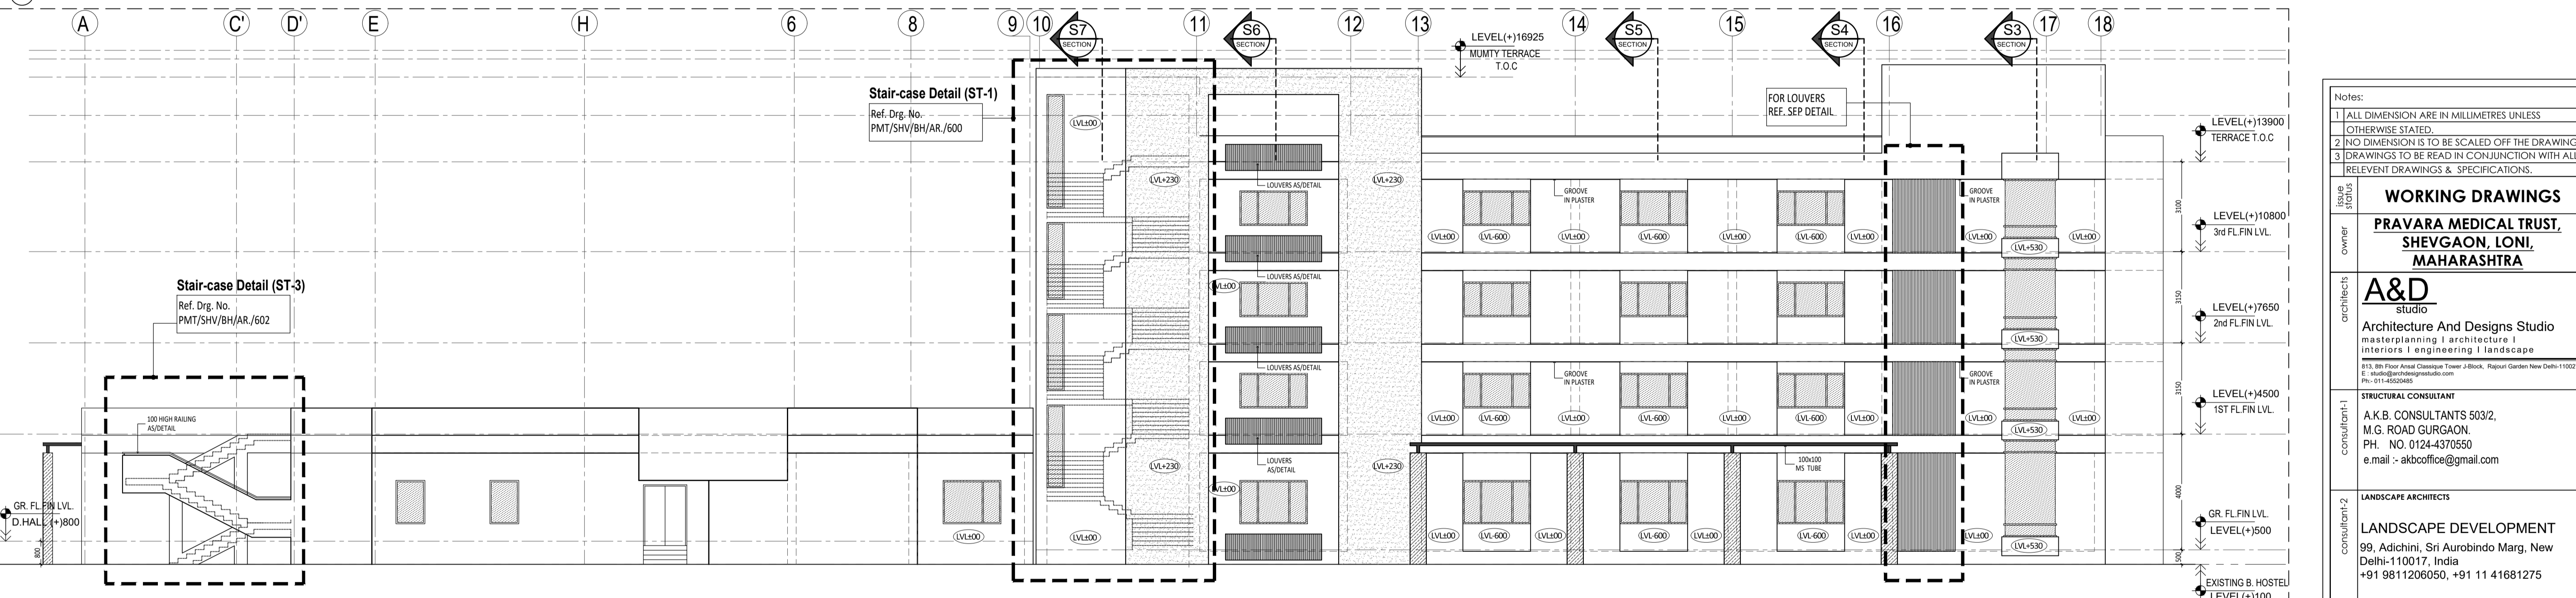 A C' D' E H 6 8 9 10 11 12 13 14 15 16 17 18
S7
SECTION
S6
SECTION
S5
SECTION
S4
SECTION
S3
SECTION
LEVEL(+)16925
MUMTY TERRACE
T.O.C
Stair-case Detail (ST-1)
Ref. Drg. No.
PMT/SHV/BH/AR./600
FOR LOUVERS
REF. SEP DETAIL
LVL±00
LVL+230
LVL+230
LOUVERS AS/DETAIL
GROOVE
IN PLASTER
GROOVE
IN PLASTER
LVL±00
LVL-600
LVL±00
LVL-600
LVL±00
LVL-600
LVL±00
LVL±00
LVL+530
LVL±00
LOUVERS AS/DETAIL
LVL±00
LVL+530
Stair-case Detail (ST-3)
Ref. Drg. No.
PMT/SHV/BH/AR./602
LOUVERS AS/DETAIL
GROOVE
IN PLASTER
GROOVE
IN PLASTER
LVL±00
LVL-600
LVL±00
LVL-600
LVL±00
LVL-600
LVL±00
LVL±00
LVL+530
LVL±00
100 HIGH RAILING
AS/DETAIL
LVL+230
LOUVERS
AS/DETAIL
LVL+230
100x100
MS TUBE
LVL±00
GR. FL.FIN LVL.
D.HALL (+)800
800
LVL±00
LVL±00
LVL±00
LVL-600
LVL±00
LVL±00
LVL-600
LVL±00
LVL±00
LVL-600
LVL±00
LVL±00
LVL+530
LEVEL(+)13900
TERRACE T.O.C
3100
LEVEL(+)10800
3rd FL.FIN LVL.
3150
LEVEL(+)7650
2nd FL.FIN LVL.
3150
LEVEL(+)4500
1ST FL.FIN LVL.
4000
GR. FL.FIN LVL.
LEVEL(+)500
500
EXISTING B. HOSTEL
LEVEL(+)100
Notes:
1 ALL DIMENSION ARE IN MILLIMETRES UNLESS
OTHERWISE STATED.
2 NO DIMENSION IS TO BE SCALED OFF THE DRAWING
3 DRAWINGS TO BE READ IN CONJUNCTION WITH ALL
RELEVENT DRAWINGS & SPECIFICATIONS.
issue
status
WORKING DRAWINGS
owner
PRAVARA MEDICAL TRUST,
SHEVGAON, LONI,
MAHARASHTRA
architects
A&D
studio
Architecture And Designs Studio
masterplanning I architecture I
interiors I engineering I landscape
813, 8th Floor Ansal Classique Tower J-Block, Rajouri Garden New Delhi-11002
E : studio@archdesignsstudio.com
Ph:- 011-45520485
consultant-1
STRUCTURAL CONSULTANT
A.K.B. CONSULTANTS 503/2,
M.G. ROAD GURGAON.
PH. NO. 0124-4370550
e.mail :- akbcoffice@gmail.com
consultant-2
LANDSCAPE ARCHITECTS
LANDSCAPE DEVELOPMENT
99, Adichini, Sri Aurobindo Marg, New
Delhi-110017, India
+91 9811206050, +91 11 41681275